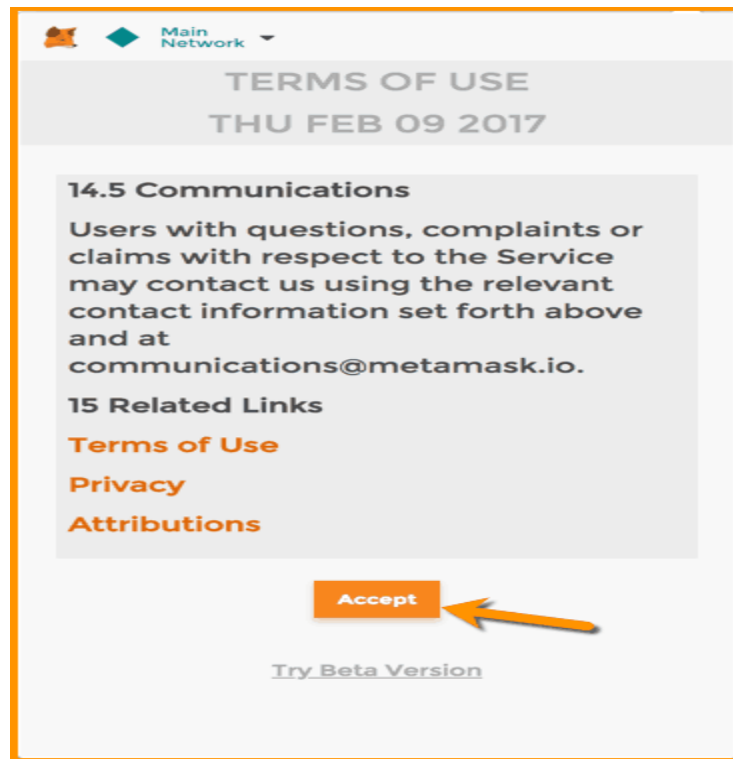 Main
Network
TERMS OF USE
THU FEB 09 2017
14.5 Communications
Users with questions, complaints or
claims with respect to the Service
may contact us using the relevant
contact information set forth above
and at
communications@metamask.io.
15 Related Links
Terms of Use
Privacy
Attributions
Accept
Try Beta Version